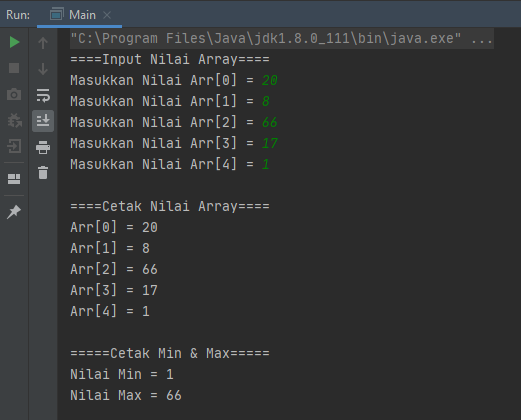 Run: Main ×
"C:\Program Files\Java\jdk1.8.0_111\bin\java.exe" ...
====Input Nilai Array====
Masukkan Nilai Arr[0] = 20
Masukkan Nilai Arr[1] = 8
Masukkan Nilai Arr[2] = 66
Masukkan Nilai Arr[3] = 17
Masukkan Nilai Arr[4] = 1
====Cetak Nilai Array====
Arr[0] = 20
Arr[1] = 8
Arr[2] = 66
Arr[3] = 17
Arr[4] = 1
=====Cetak Min & Max=====
Nilai Min = 1
Nilai Max = 66